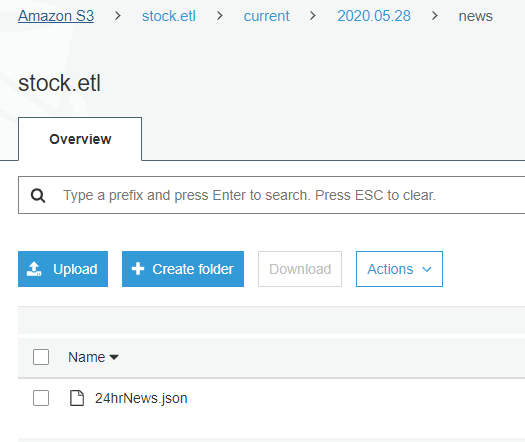 Amazon S3 > stock.etl > current > 2020.05.28 > news
stock.etl
Overview
Type a prefix and press Enter to search. Press ESC to clear.
Upload Create folder Download Actions
Name
24hrNews.json